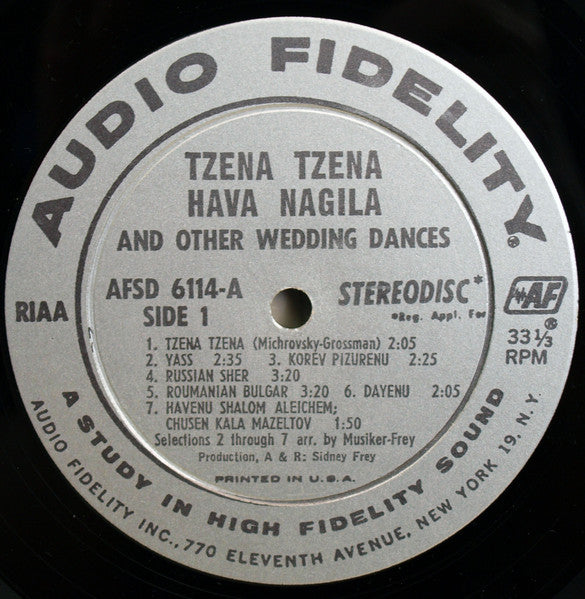 AUDIO FIDELITY®
TZENA TZENA
HAVA NAGILA
AND OTHER WEDDING DANCES
AFSD 6114-A
SIDE 1
STEREODISC*
*Reg. Appl. For
RIAA
AF®
33 1/3
RPM
1. TZENA TZENA (Michrovsky-Grossman) 2:05
2. YASS 2:35 3. KOREV PIZURENU 2:25
4. RUSSIAN SHER 3:20
5. ROUMANIAN BULGAR 3:20 6. DAYENU 2:05
7. HAVENU SHALOM ALEICHEM;
CHUSEN KALA MAZELTOV 1:50
Selections 2 through 7 arr. by Musiker-Frey
Production, A & R: Sidney Frey
PRINTED IN U.S.A.
A STUDY IN HIGH FIDELITY SOUND
AUDIO FIDELITY INC., 770 ELEVENTH AVENUE, NEW YORK 19, N.Y.